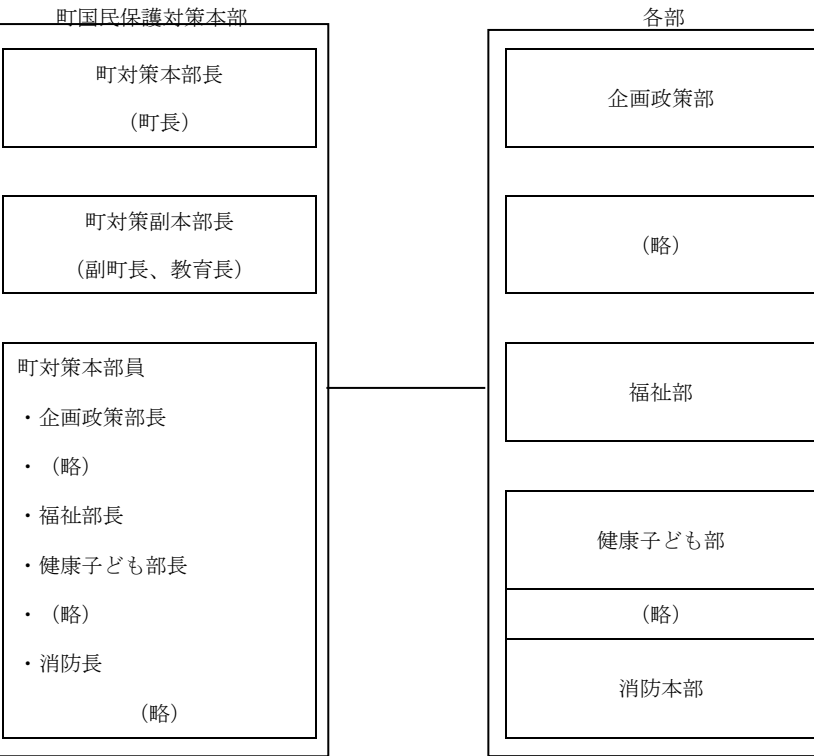 町国民保護対策本部
町対策本部長
（町長）
町対策副本部長
（副町長、教育長）
町対策本部員
・企画政策部長
・（略）
・福祉部長
・健康子ども部長
・（略）
・消防長
（略）
各部
企画政策部
（略）
福祉部
健康子ども部
（略）
消防本部